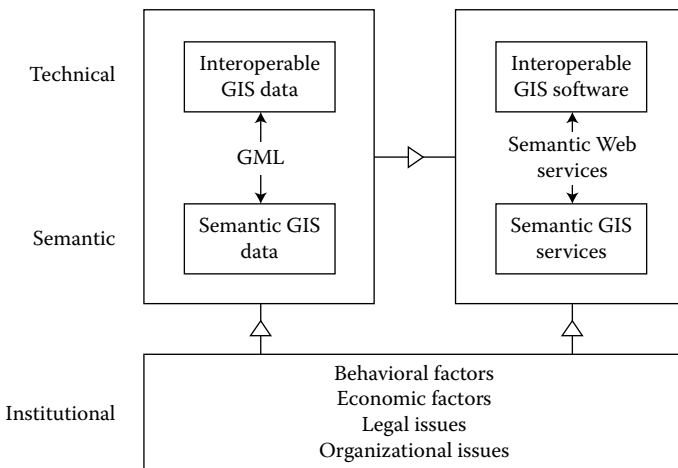 Technical
Interoperable
GIS data
Interoperable
GIS software
GML
Semantic Web
services
Semantic
Semantic GIS
data
Semantic GIS
services
Institutional
Behavioral factors
Economic factors
Legal issues
Organizational issues